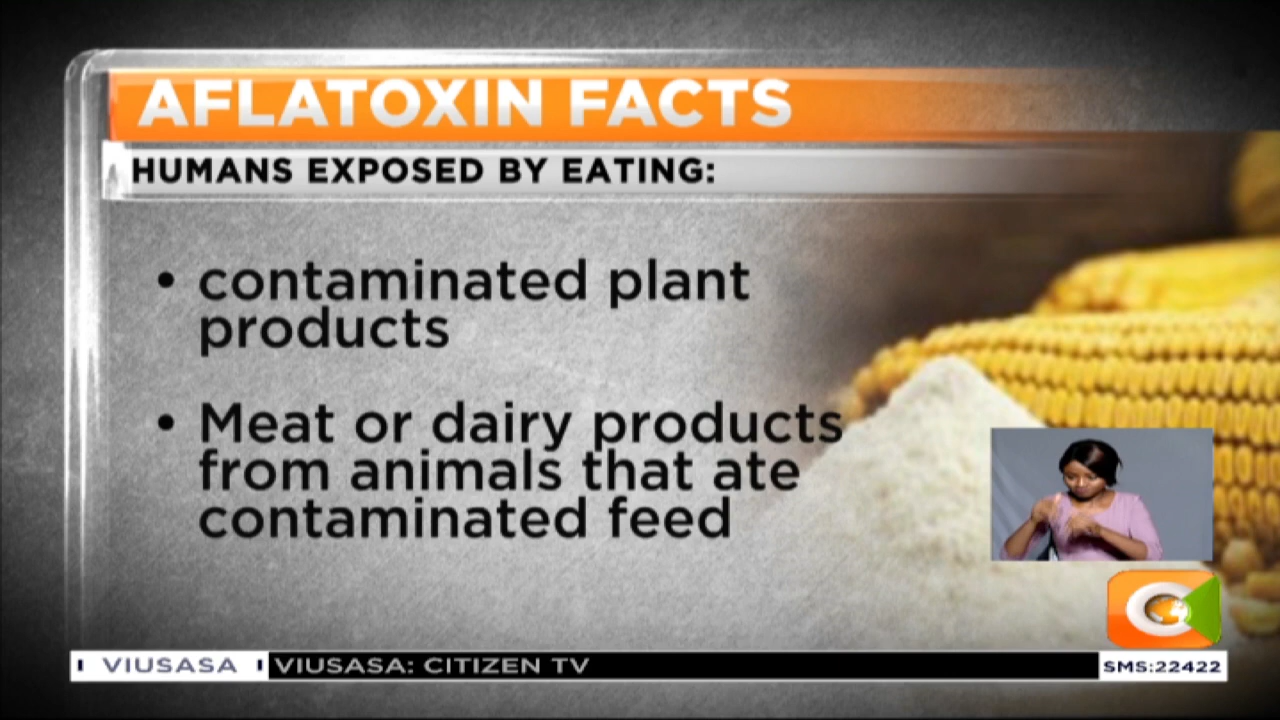 AFLATOXIN FACTS
HUMANS EXPOSED BY EATING:
• contaminated plant
products
• Meat or dairy products
from animals that ate
contaminated feed
VIUSASA
VIUSASA: CITIZEN TV
SMS:22422